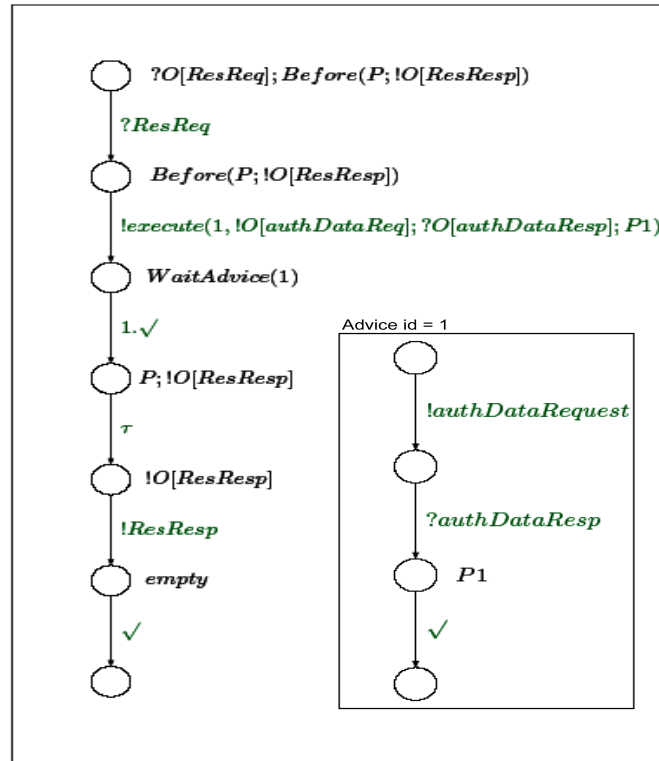 ?O[ResReq]; Before(P; !O[ResResp])
?ResReq
Before(P; !O[ResResp])
!execute(1, !O[authDataReq]; ?O[authDataResp]; P1)
WaitAdvice(1)
1.√
P; !O[ResResp]
τ
!O[ResResp]
!ResResp
empty
√
Advice id = 1
!authDataRequest
?authDataResp
P1
√